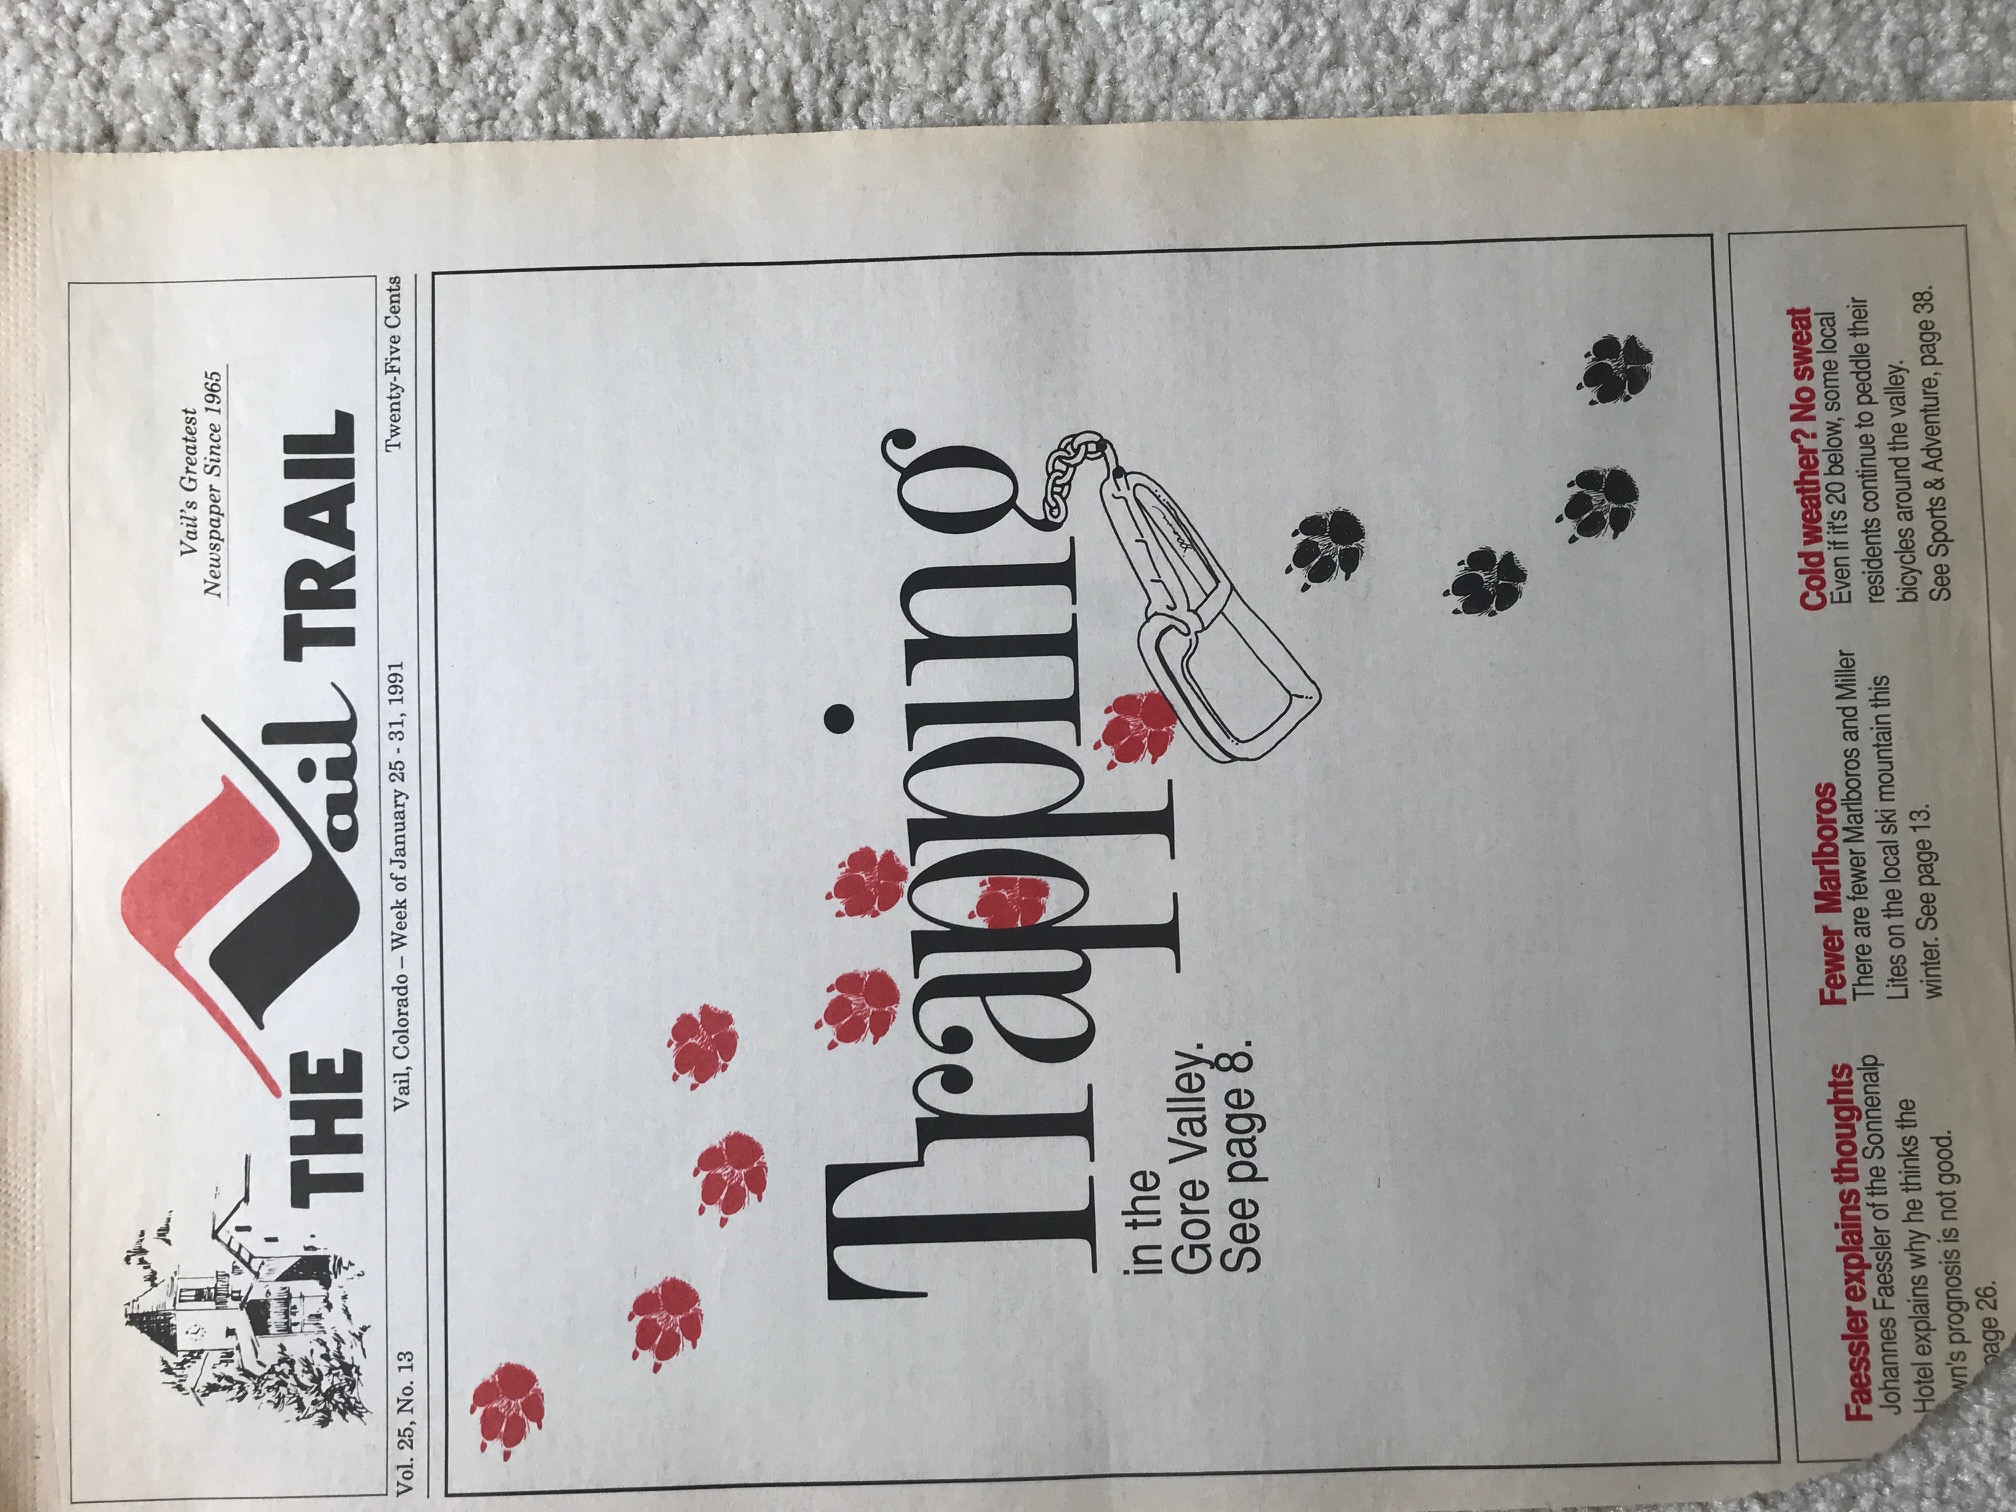 Vail's Greatest
Newspaper Since 1965
THE Vail TRAIL
Vol. 25, No. 13 Vail, Colorado – Week of January 25 - 31, 1991 Twenty-Five Cents
Trapping
in the
Gore Valley.
See page 8.
Faessler explains thoughts
Johannes Faessler of the Sonnenalp
Hotel explains why he thinks the
wn's prognosis is not good.
page 26.
Fewer Marlboros
There are fewer Marlboros and Miller
Lites on the local ski mountain this
winter. See page 13.
Cold weather? No sweat
Even if it's 20 below, some local
residents continue to peddle their
bicycles around the valley.
See Sports & Adventure, page 38.